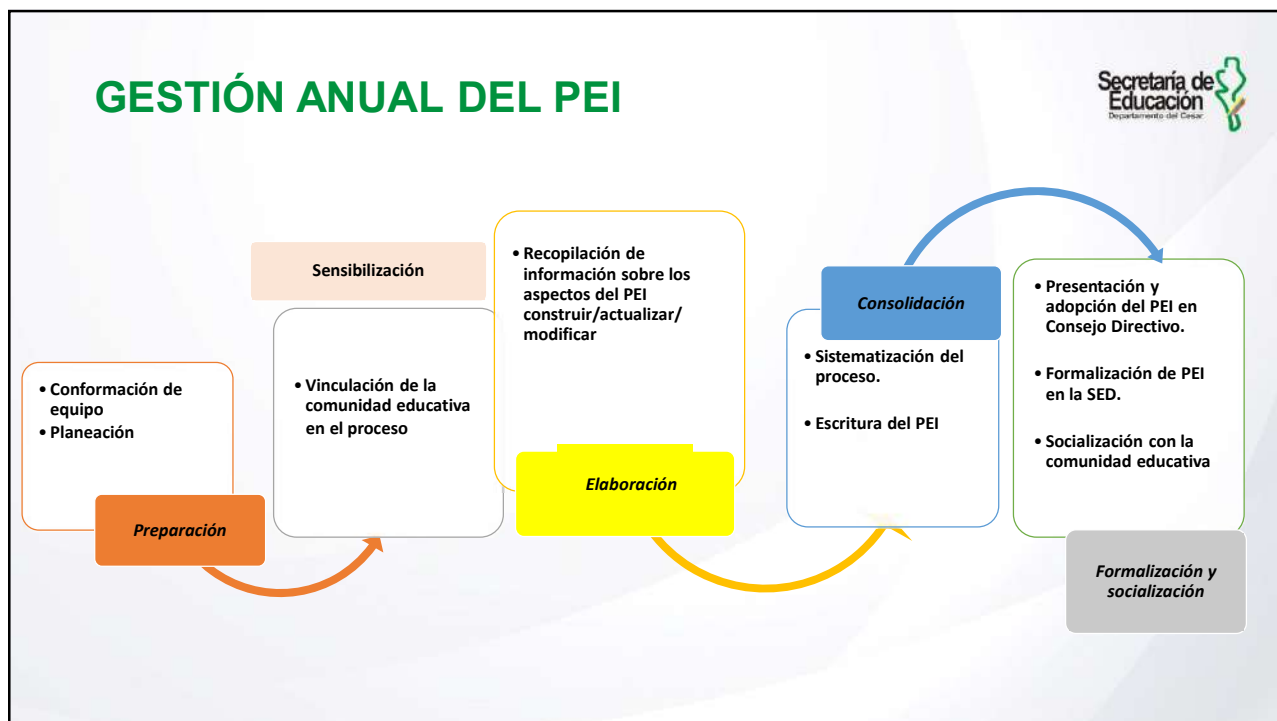 GESTIÓN ANUAL DEL PEI
Secretaría de
Educación
Departamento del Cesar
• Conformación de
equipo
• Planeación
Preparación
Sensibilización
• Vinculación de la
comunidad educativa
en el proceso
• Recopilación de
información sobre los
aspectos del PEI
construir/actualizar/
modificar
Elaboración
Consolidación
• Sistematización del
proceso.
• Escritura del PEI
• Presentación y
adopción del PEI en
Consejo Directivo.
• Formalización de PEI
en la SED.
• Socialización con la
comunidad educativa
Formalización y
socialización